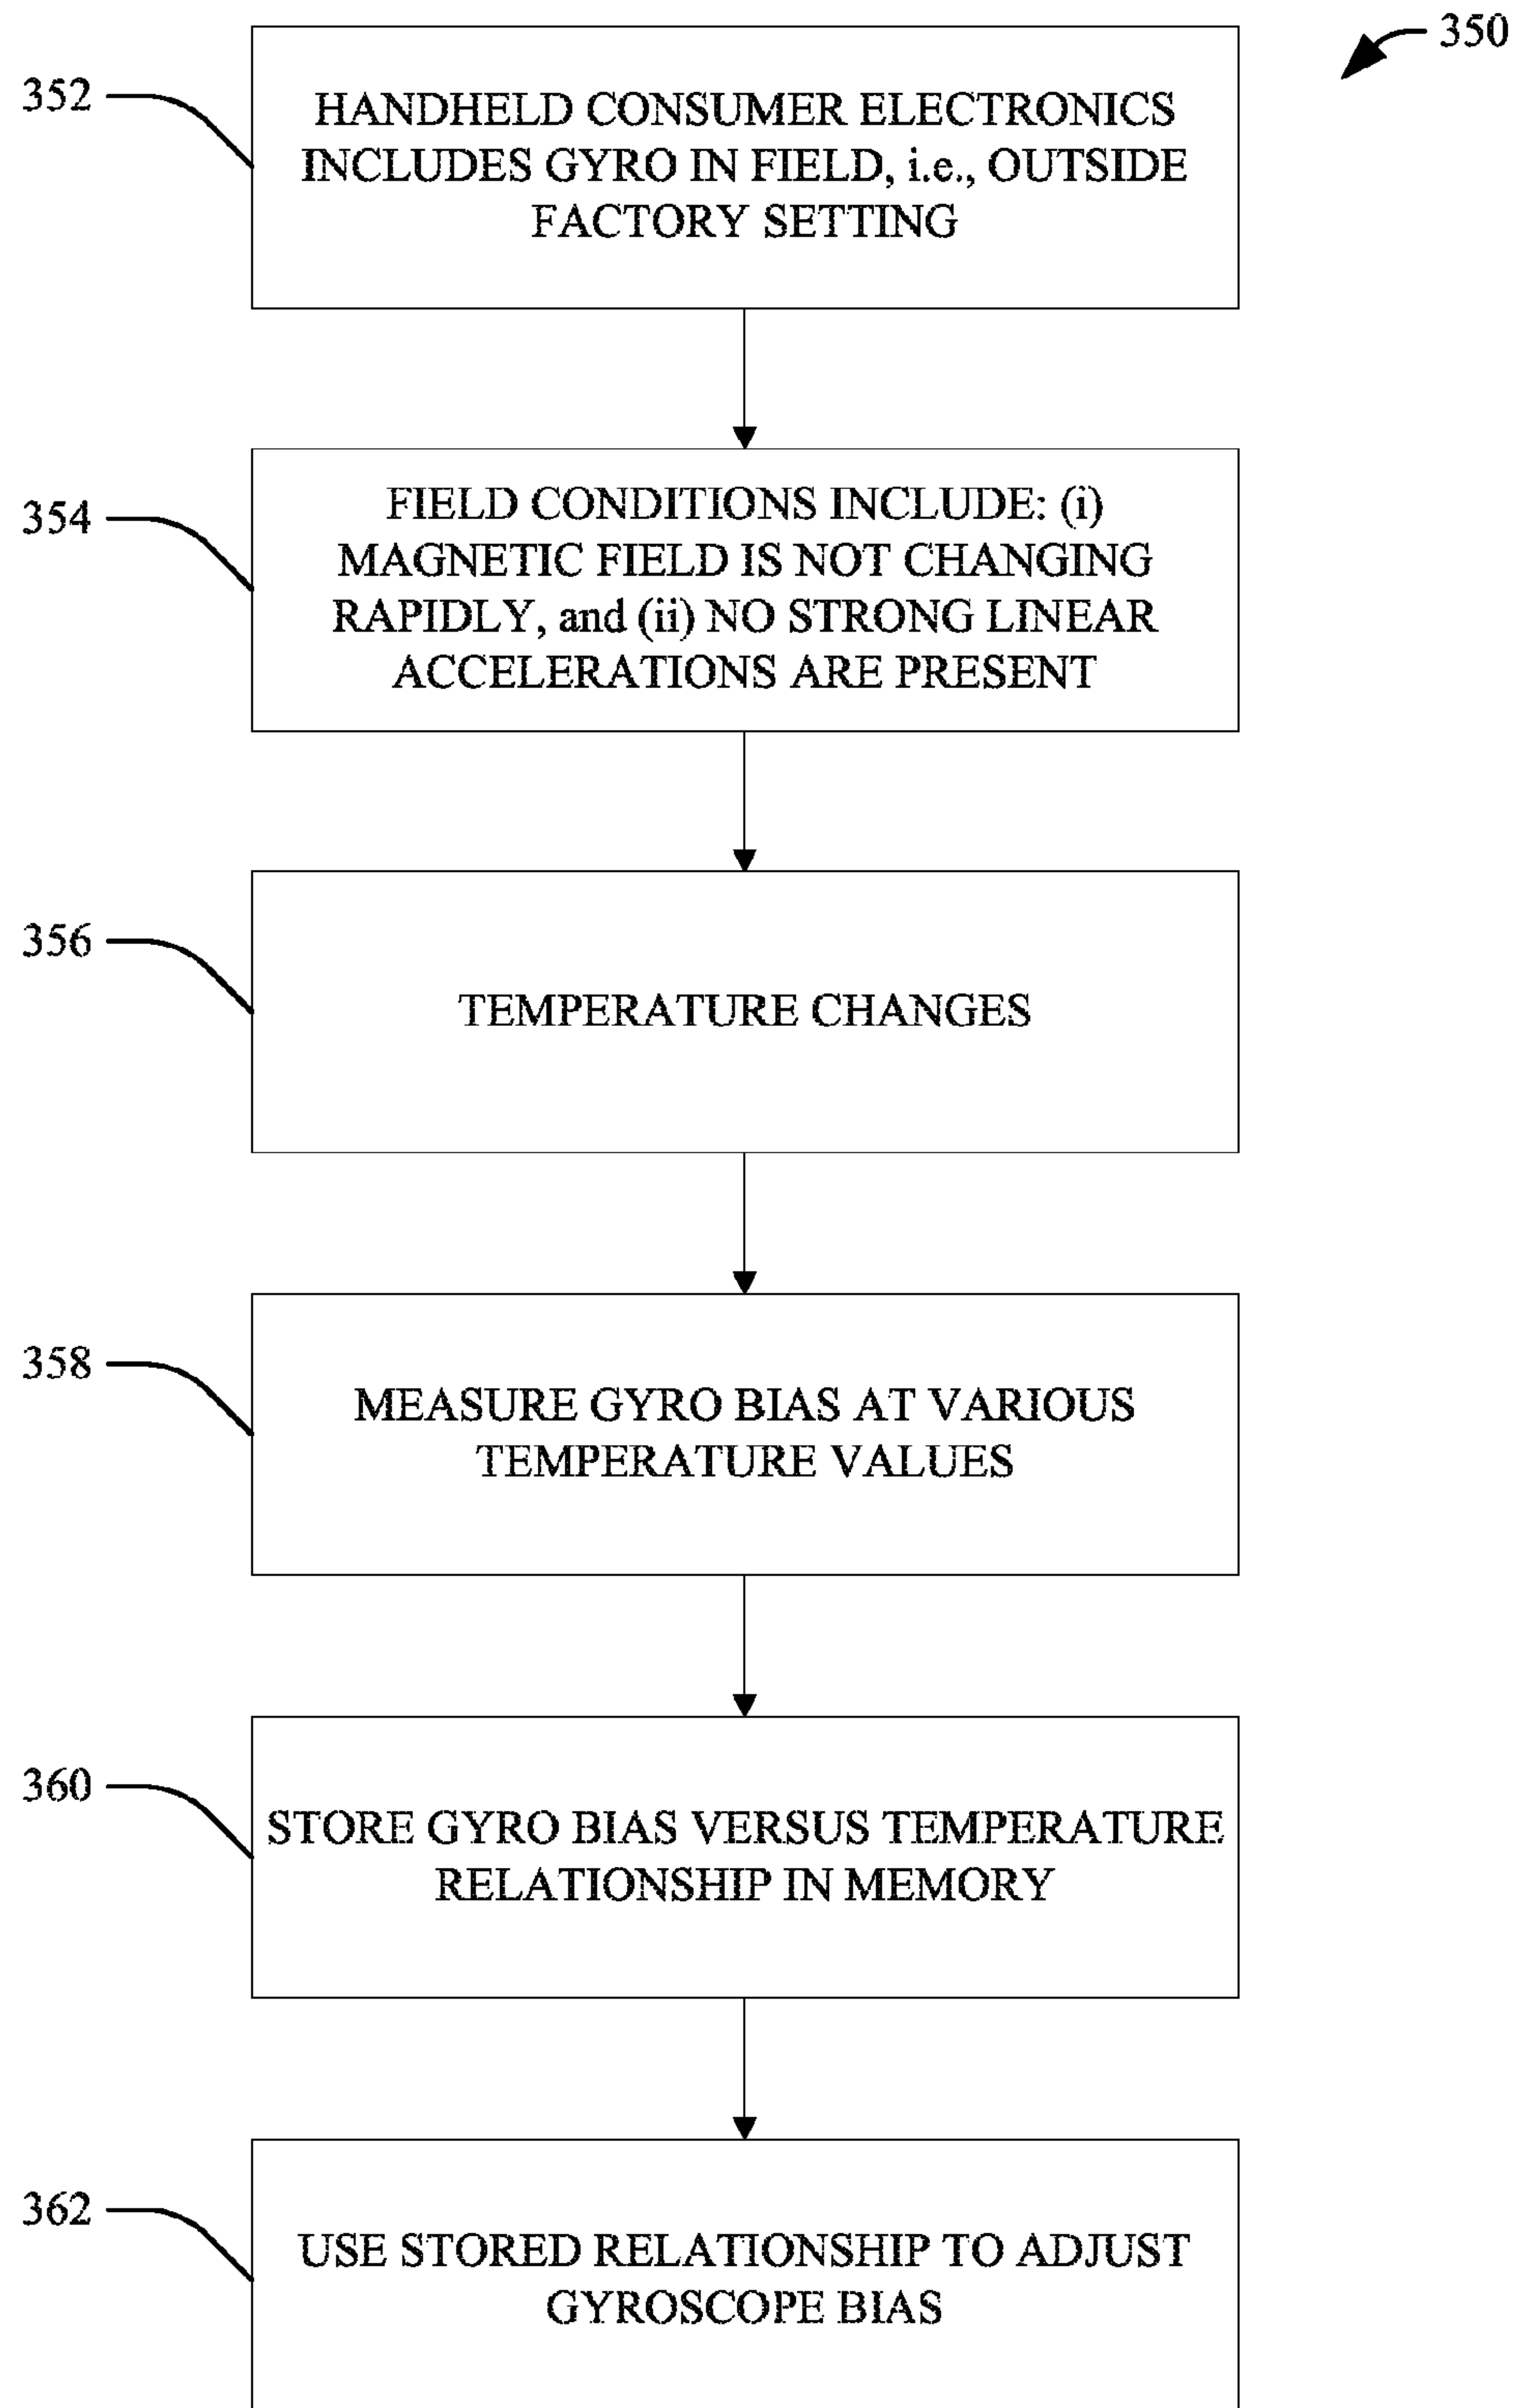 350
352
HANDHELD CONSUMER ELECTRONICS
INCLUDES GYRO IN FIELD, i.e., OUTSIDE
FACTORY SETTING
354
FIELD CONDITIONS INCLUDE: (i)
MAGNETIC FIELD IS NOT CHANGING
RAPIDLY, and (ii) NO STRONG LINEAR
ACCELERATIONS ARE PRESENT
356
TEMPERATURE CHANGES
358
MEASURE GYRO BIAS AT VARIOUS
TEMPERATURE VALUES
360
STORE GYRO BIAS VERSUS TEMPERATURE
RELATIONSHIP IN MEMORY
362
USE STORED RELATIONSHIP TO ADJUST
GYROSCOPE BIAS